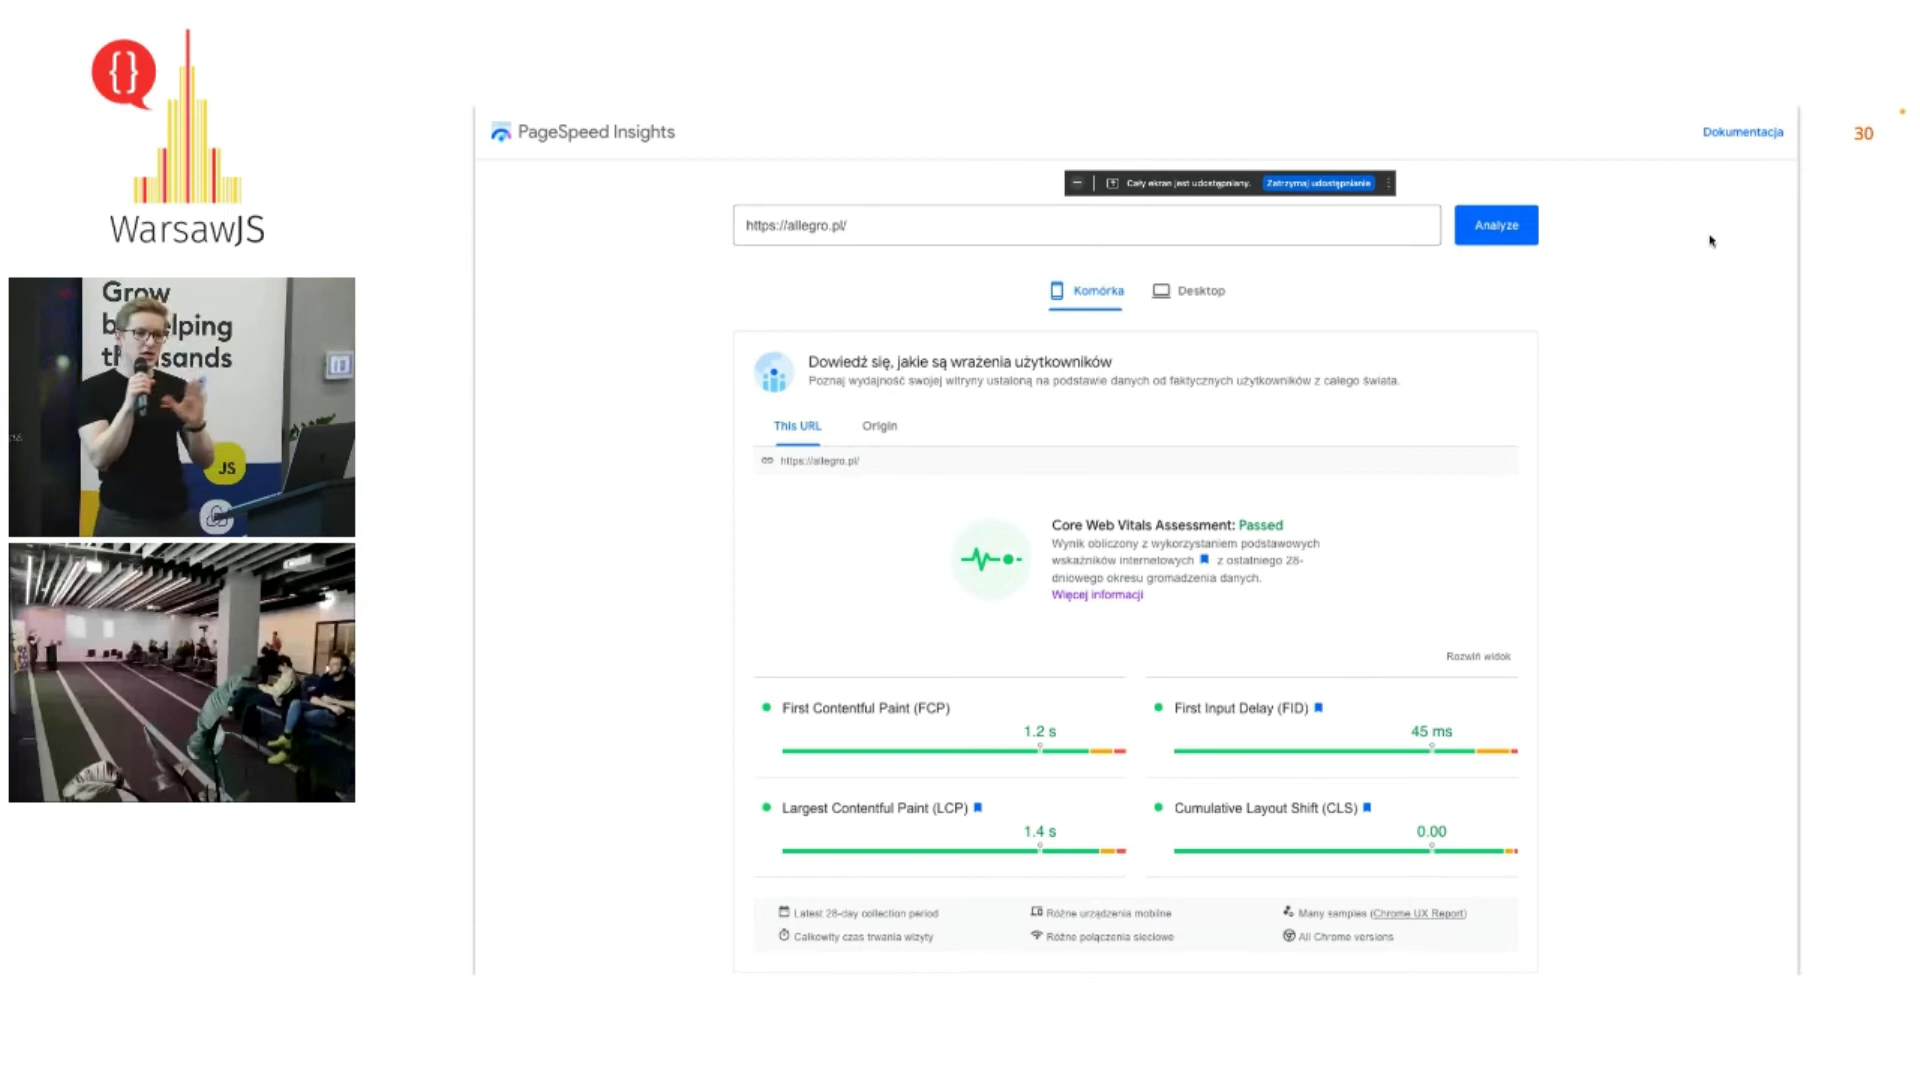 {}
WarsawJS
Grow
thousands
JS
PageSpeed Insights
Dokumentacja
30
Cały ekran jest udostępniany.
Zatrzymaj udostępnianie
https://allegro.pl/
Analyze
Komórka
Desktop
Dowiedź się, jakie są wrażenia użytkowników
Poznaj wydajność swojej witryny ustaloną na podstawie danych od faktycznych użytkowników z całego świata.
This URL
Origin
https://allegro.pl/
Core Web Vitals Assessment: Passed
Wynik obliczony z wykorzystaniem podstawowych
wskaźników internetowych z ostatniego 28-
dniowego okresu gromadzenia danych.
Więcej informacji
Rozwiń widok
First Contentful Paint (FCP)
1.2 s
First Input Delay (FID)
45 ms
Largest Contentful Paint (LCP)
1.4 s
Cumulative Layout Shift (CLS)
0.00
Latest 28-day collection period
Różne urządzenia mobilne
Many samples (Chrome UX Report)
Całkowity czas trwania wizyty
Różne połączenia sieciowe
All Chrome versions